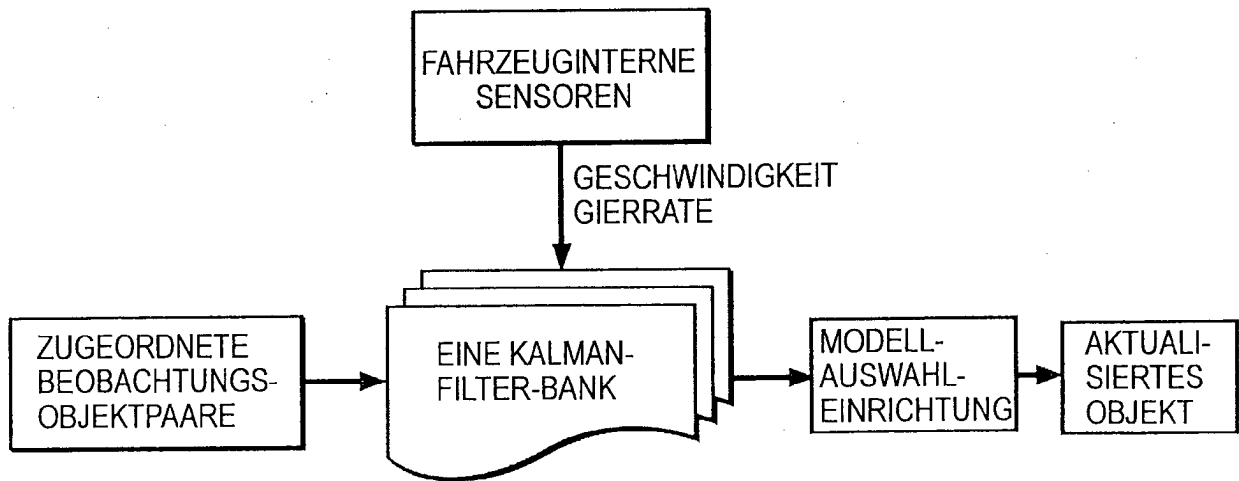 FAHRZEUGINTERNE
SENSOREN
GESCHWINDIGKEIT
GIERRATE
ZUGEORDNETE
BEOBACHTUNGS-
OBJEKTPAARE
EINE KALMAN-
FILTER-BANK
MODELL-
AUSWAHL-
EINRICHTUNG
AKTUALI-
SIERTES
OBJEKT